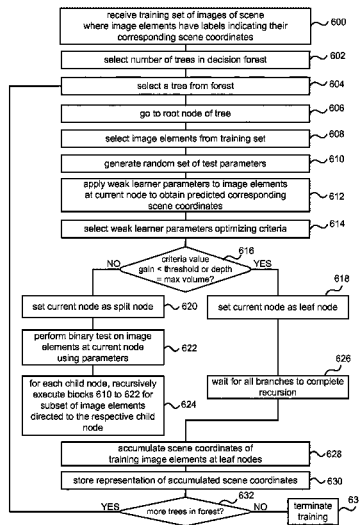 receive training set of images of scene
where image elements have labels indicating their
corresponding scene coordinates
600
select number of trees in decision forest
602
select a tree from forest
604
go to root node of tree
606
select image elements from training set
608
generate random set of test parameters
610
apply weak learner parameters to image elements
at current node to obtain predicted corresponding
scene coordinates
612
select weak learner parameters optimizing criteria
614
616
criteria value
gain < threshold or depth
= max volume?
NO
YES
618
set current node as split node
620
set current node as leaf node
perform binary test on image
elements at current node
using parameters
622
626
for each child node, recursively
execute blocks 610 to 622 for
subset of image elements
directed to the respective child
node
624
wait for all branches to complete
recursion
accumulate scene coordinates of
training image elements at leaf nodes
628
store representation of accumulated scene coordinates
630
632
more trees in forest?
YES
NO
63
terminate
training